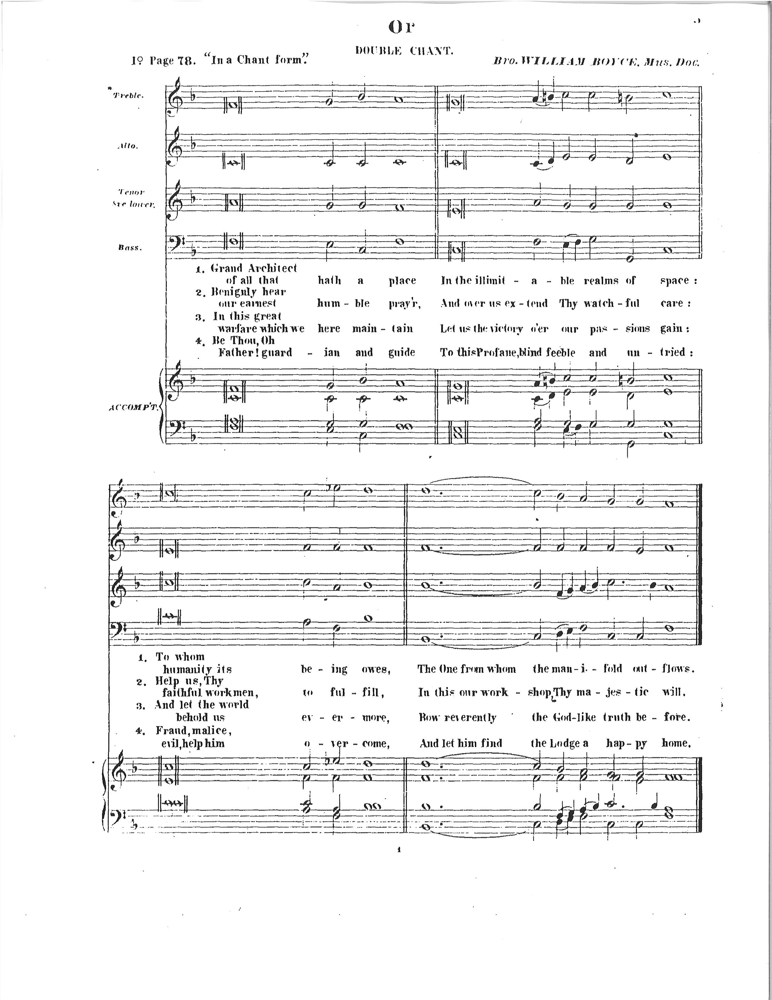 Or
DOUBLE CHANT.
1º Page 78. "In a Chant form".
Bro. WILLIAM BOYCE. Mus. Doc.
Treble.
Alto.
Tenor
8ve lower.
Bass.
1. Grand Architect
of all that hath a place In the illimit - a - ble realms of space :
2. Benignly hear
our earnest hum - ble pray'r, And over us ex - tend Thy watch - ful care :
3. In this great
warfare which we here main - tain Let us the victory o'er our pas - sions gain :
4. Be Thou, Oh
Father! guard - ian and guide To this Profane, blind feeble and un - tried :
ACCOMP'T.
1. To whom
humanity its be - ing owes, The One from whom the man - i - fold out - flows.
2. Help us, Thy
faithful workmen, to ful - fill, In this our work - shop, Thy ma - jes - tic will.
3. And let the world
behold us ev - er - more, Bow reverently the God-like truth be - fore.
4. Fraud, malice,
evil, help him o - ver - come, And let him find the Lodge a hap - py home.
1